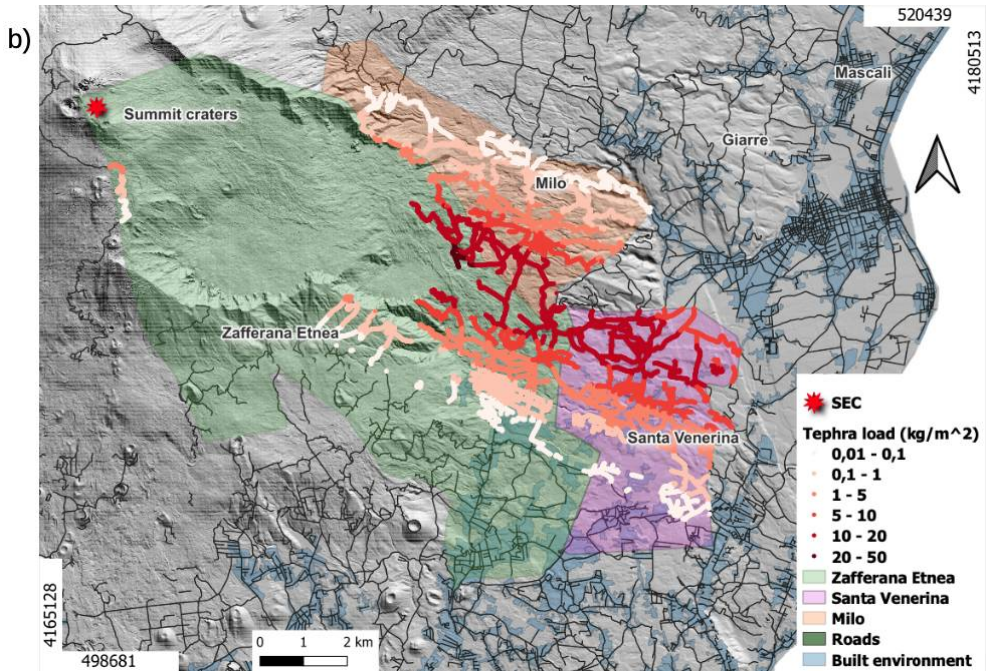 b)
520439
4180513
Mascali
Summit craters
Giarre
Milo
Zafferana Etnea
Santa Venerina
SEC
Tephra load (kg/m^2)
0,01 - 0,1
0,1 - 1
1 - 5
5 - 10
10 - 20
20 - 50
Zafferana Etnea
Santa Venerina
Milo
Roads
Built environment
4165128
498681
0 1 2 km